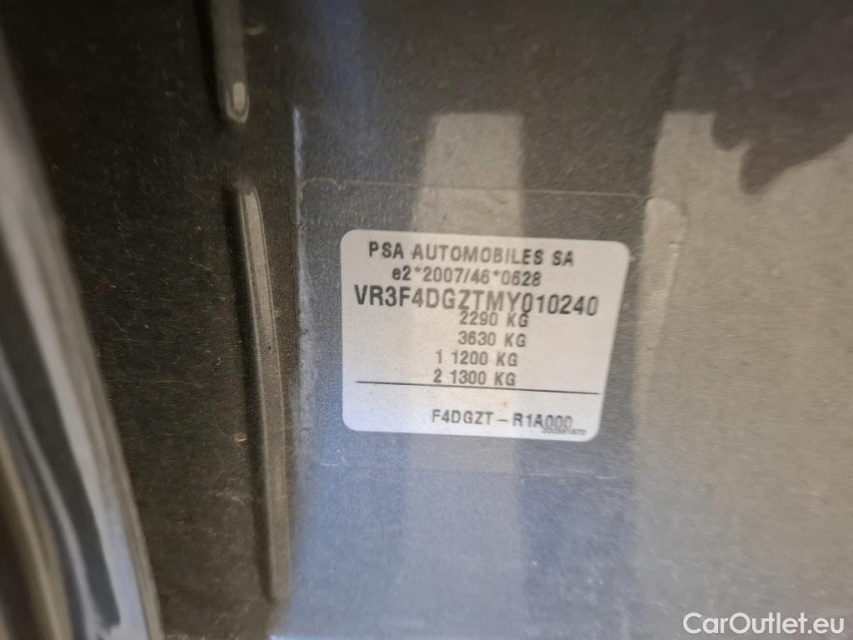 PSA AUTOMOBILES SA
e2*2007/46*0628
VR3F4DGZTMY010240
2290 KG
3630 KG
1 1200 KG
2 1300 KG
F4DGZT-R1A000
CarOutlet.eu